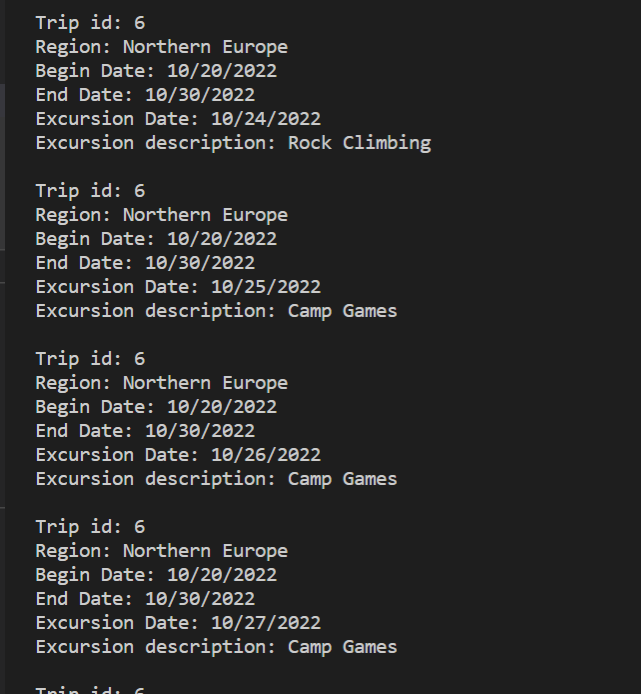 Trip id: 6
Region: Northern Europe
Begin Date: 10/20/2022
End Date: 10/30/2022
Excursion Date: 10/24/2022
Excursion description: Rock Climbing
Trip id: 6
Region: Northern Europe
Begin Date: 10/20/2022
End Date: 10/30/2022
Excursion Date: 10/25/2022
Excursion description: Camp Games
Trip id: 6
Region: Northern Europe
Begin Date: 10/20/2022
End Date: 10/30/2022
Excursion Date: 10/26/2022
Excursion description: Camp Games
Trip id: 6
Region: Northern Europe
Begin Date: 10/20/2022
End Date: 10/30/2022
Excursion Date: 10/27/2022
Excursion description: Camp Games
Trip id: 6